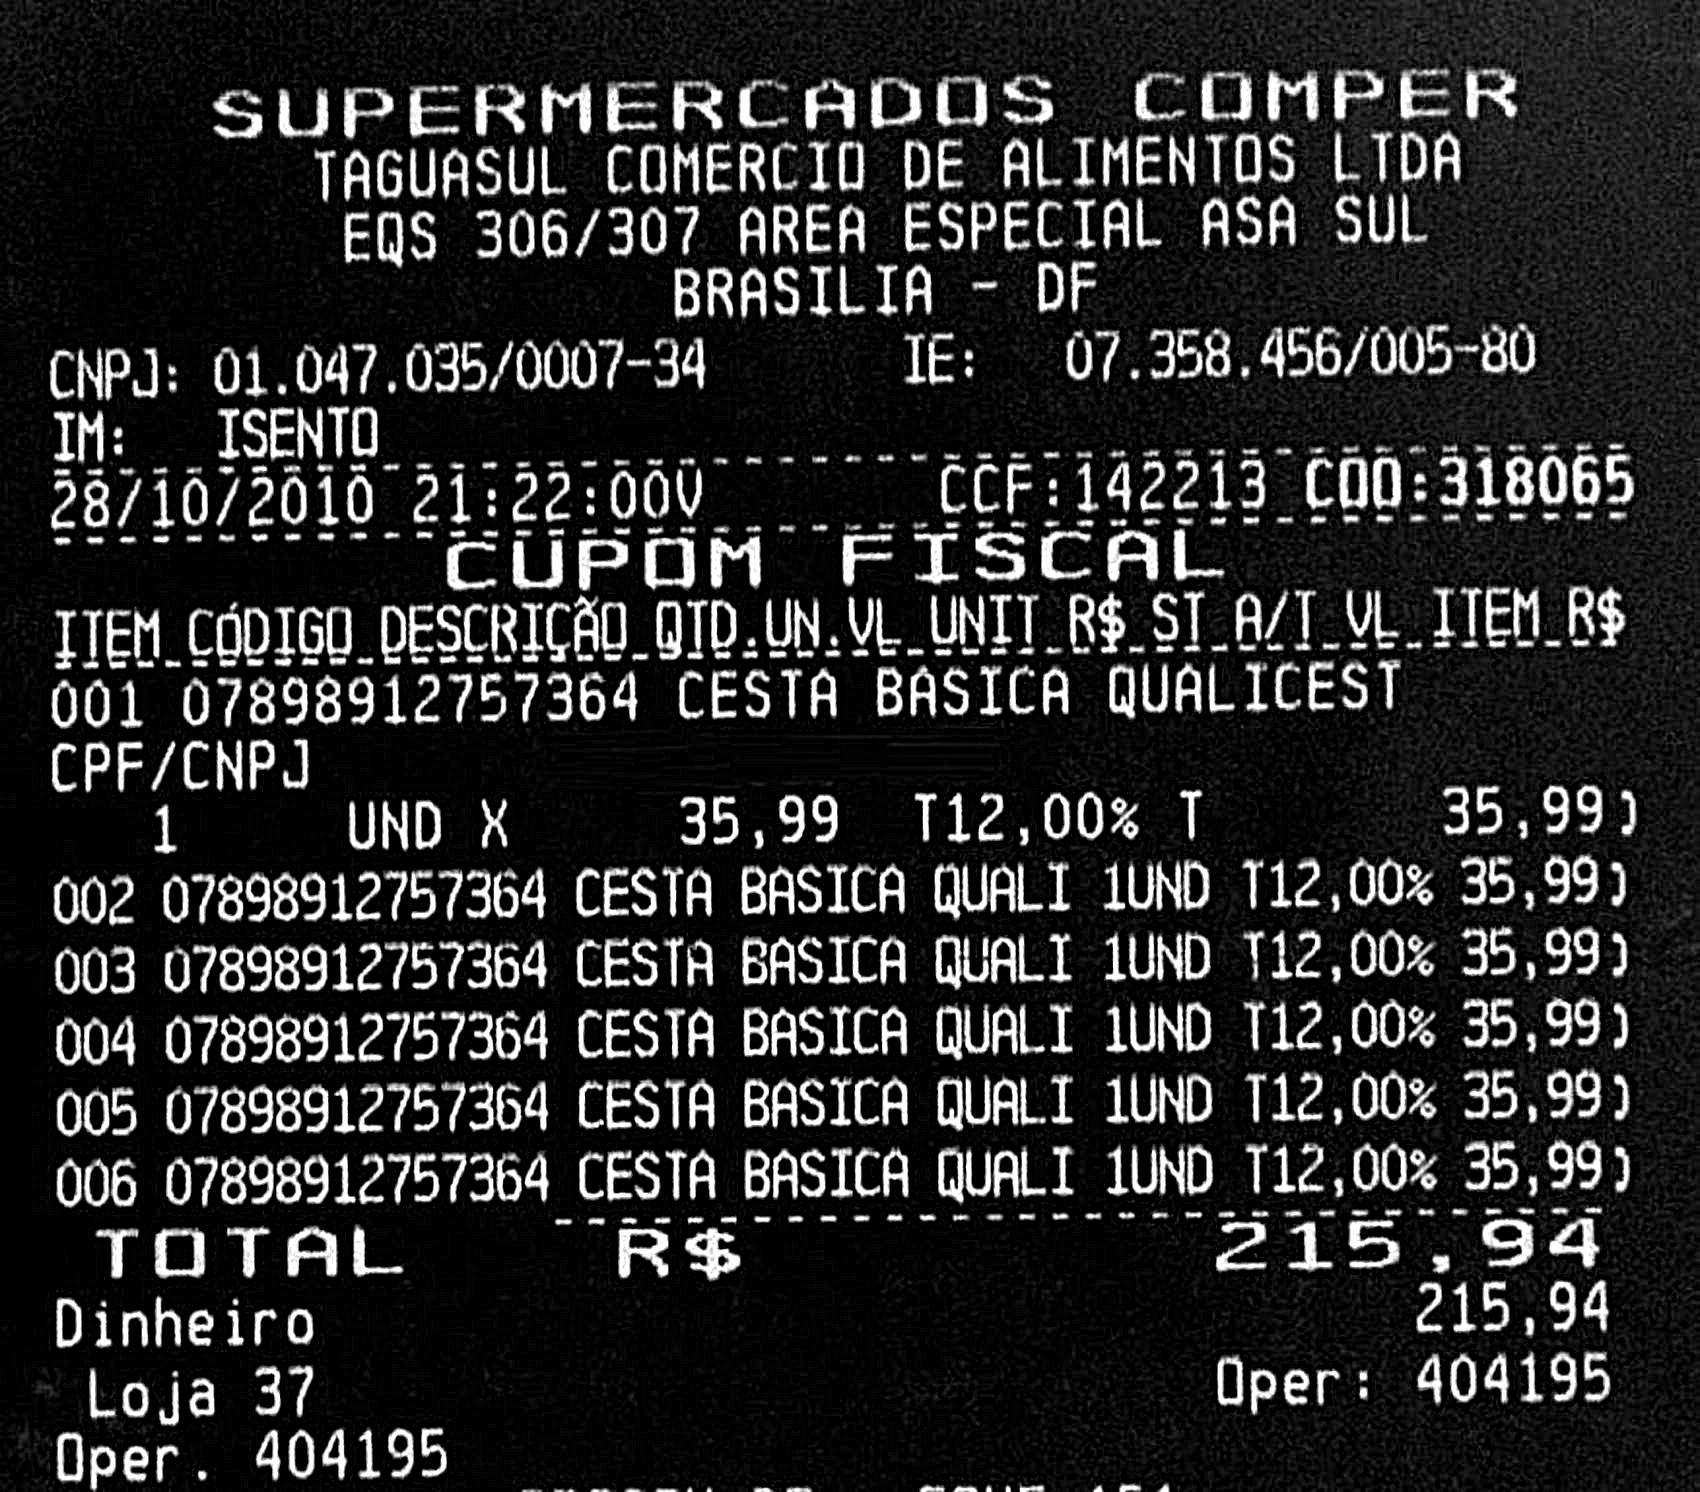 SUPERMERCADOS COMPER
TAGUASUL COMERCIO DE ALIMENTOS LTDA
EQS 306/307 AREA ESPECIAL ASA SUL
BRASILIA - DF
CNPJ: 01.047.035/0007-34 IE: 07.358.456/005-80
IM: ISENTO
28/10/2010 21:22:00V CCF:142213 COO:318065
CUPOM FISCAL
ITEM CÓDIGO DESCRIÇÃO QTD.UN.VL UNIT R$ ST A/T VL ITEM R$
001 07898912757364 CESTA BASICA QUALICEST
CPF/CNPJ
1 UND X 35,99 T12,00% T 35,99)
002 07898912757364 CESTA BASICA QUALI 1UND T12,00% 35,99)
003 07898912757364 CESTA BASICA QUALI 1UND T12,00% 35,99)
004 07898912757364 CESTA BASICA QUALI 1UND T12,00% 35,99)
005 07898912757364 CESTA BASICA QUALI 1UND T12,00% 35,99)
006 07898912757364 CESTA BASICA QUALI 1UND T12,00% 35,99)
TOTAL R$ 215,94
Dinheiro 215,94
Loja 37 Oper: 404195
Oper. 404195